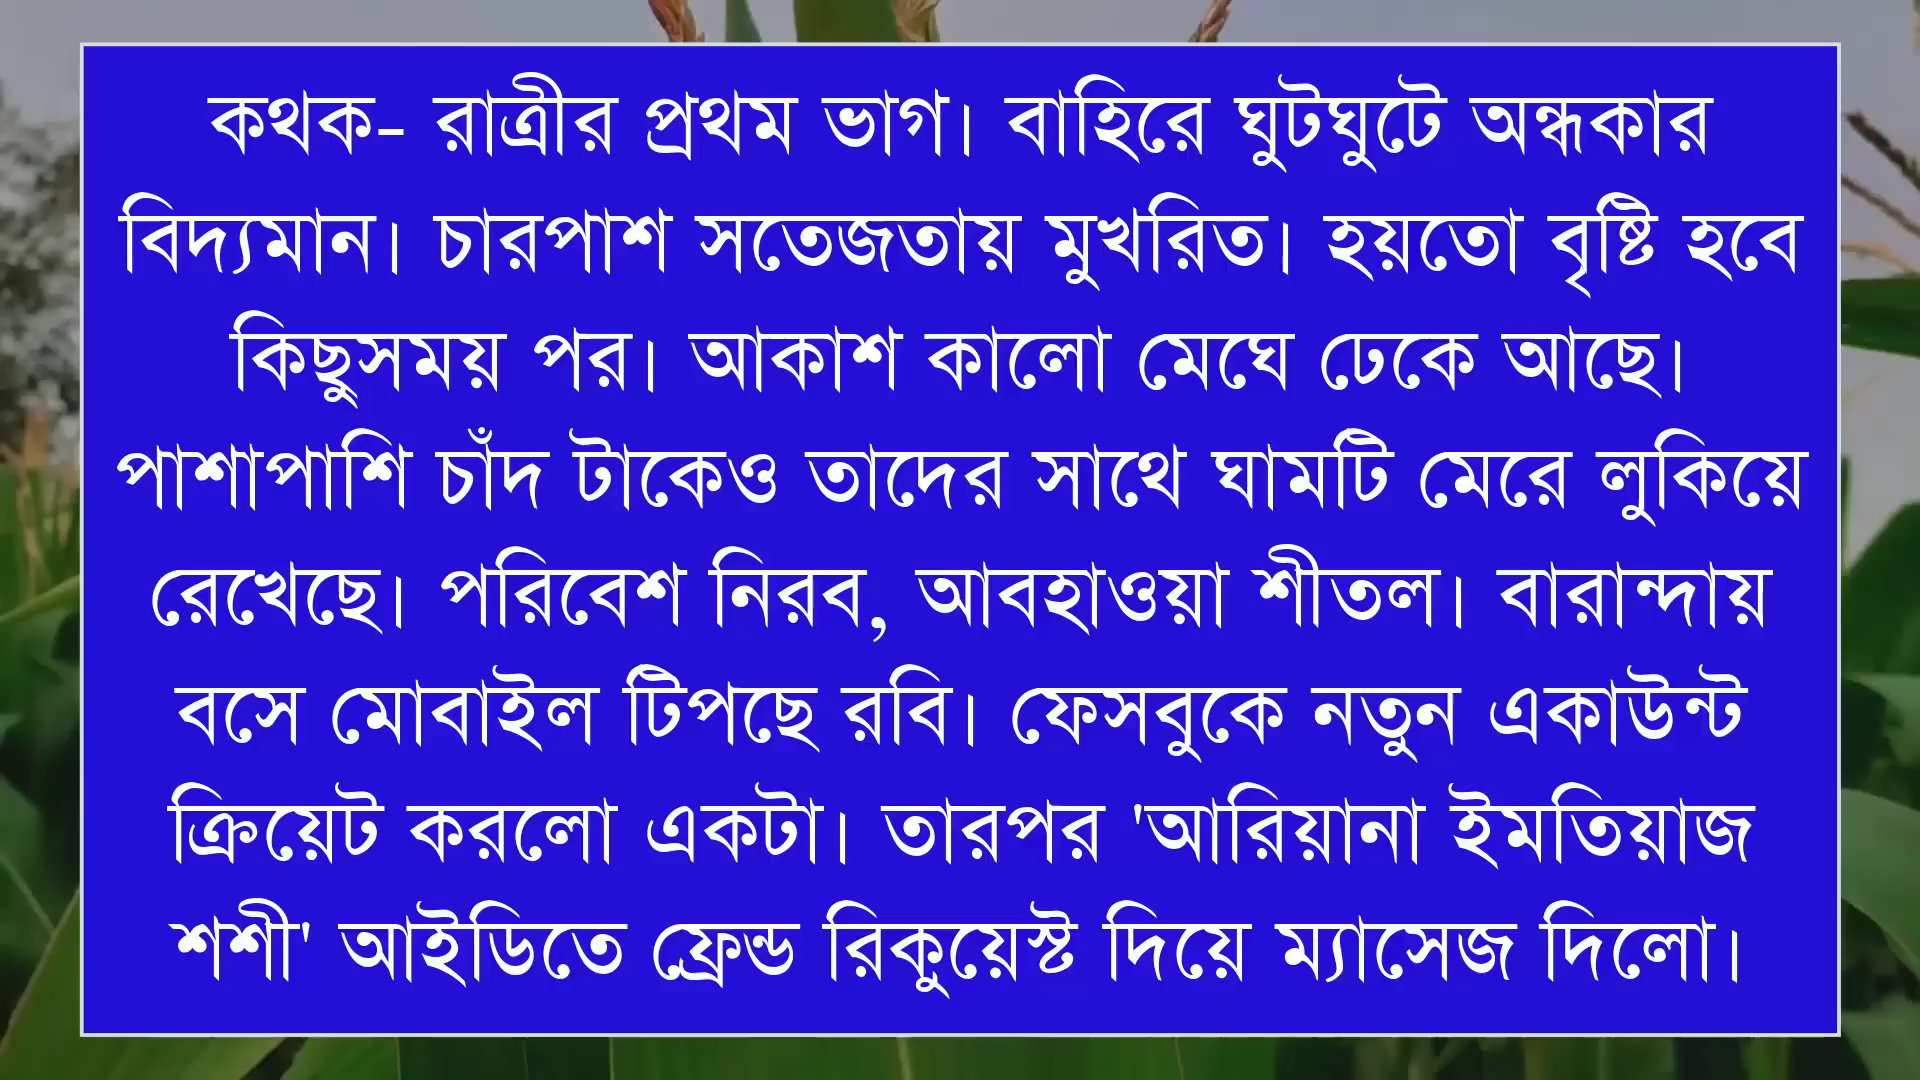 কথক- রাত্রীর প্রথম ভাগ। বাহিরে ঘুটঘুটে অন্ধকার
বিদ্যমান। চারপাশ সতেজতায় মুখরিত। হয়তো বৃষ্টি হবে
কিছুসময় পর। আকাশ কালো মেঘে ঢেকে আছে।
পাশাপাশি চাঁদ টাকেও তাদের সাথে ঘামটি মেরে লুকিয়ে
রেখেছে। পরিবেশ নিরব, আবহাওয়া শীতল। বারান্দায়
বসে মোবাইল টিপছে রবি। ফেসবুকে নতুন একাউন্ট
ক্রিয়েট করলো একটা। তারপর 'আরিয়ানা ইমতিয়াজ
শশী' আইডিতে ফ্রেন্ড রিকুয়েস্ট দিয়ে ম্যাসেজ দিলো।